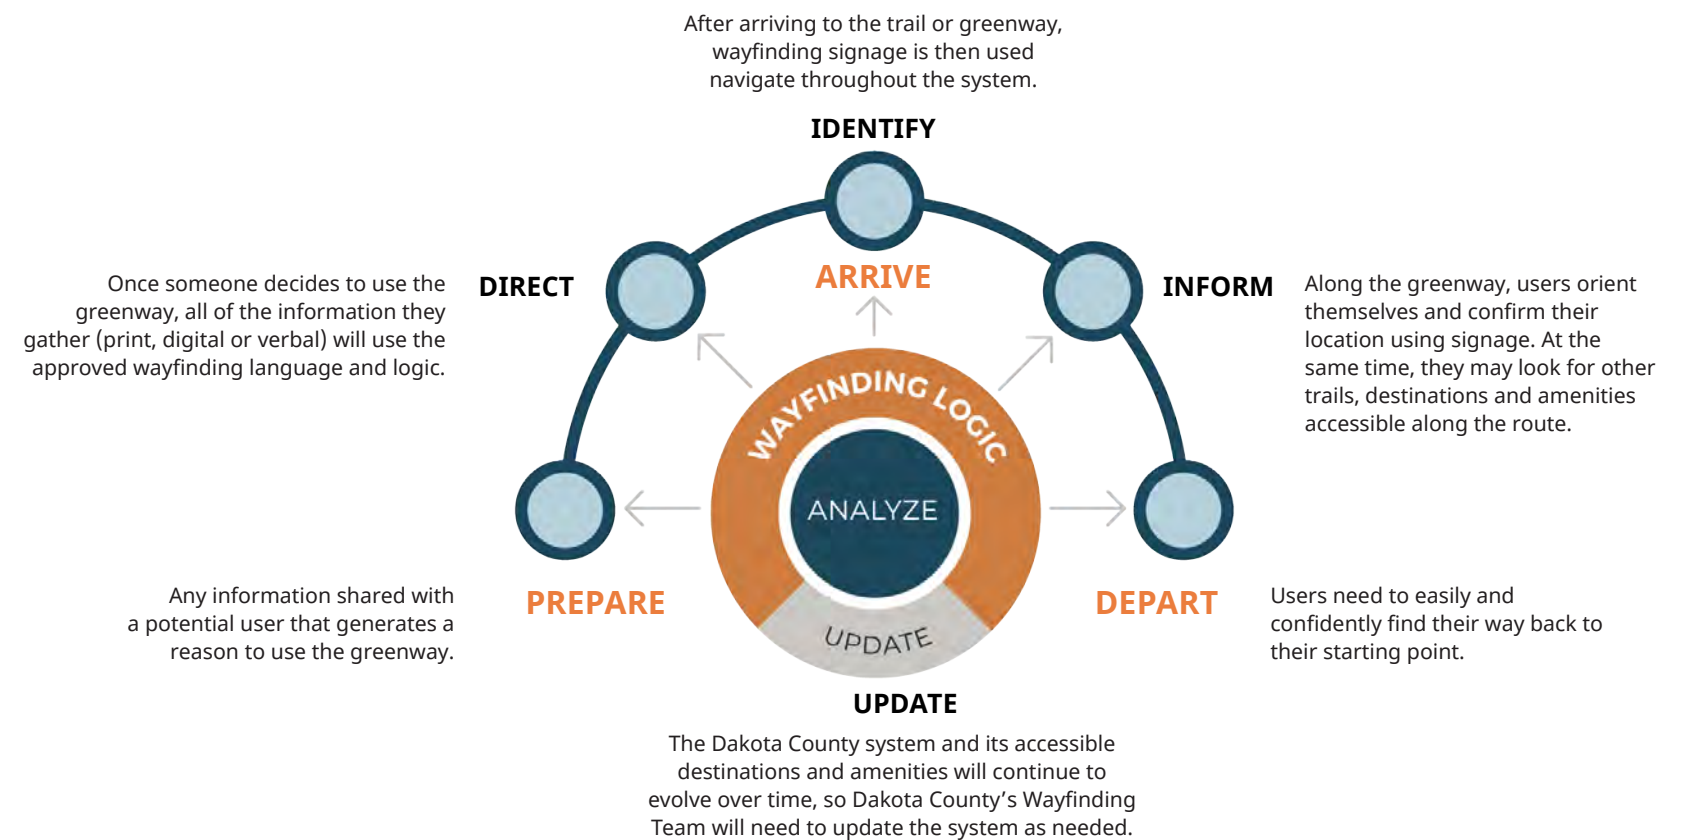 After arriving to the trail or greenway,
wayfinding signage is then used
navigate throughout the system.
IDENTIFY
ARRIVE
DIRECT
Once someone decides to use the
greenway, all of the information they
gather (print, digital or verbal) will use the
approved wayfinding language and logic.
INFORM
Along the greenway, users orient
themselves and confirm their
location using signage. At the
same time, they may look for other
trails, destinations and amenities
accessible along the route.
WAYFINDING LOGIC
ANALYZE
UPDATE
PREPARE
Any information shared with
a potential user that generates a
reason to use the greenway.
DEPART
Users need to easily and
confidently find their way back to
their starting point.
UPDATE
The Dakota County system and its accessible
destinations and amenities will continue to
evolve over time, so Dakota County’s Wayfinding
Team will need to update the system as needed.